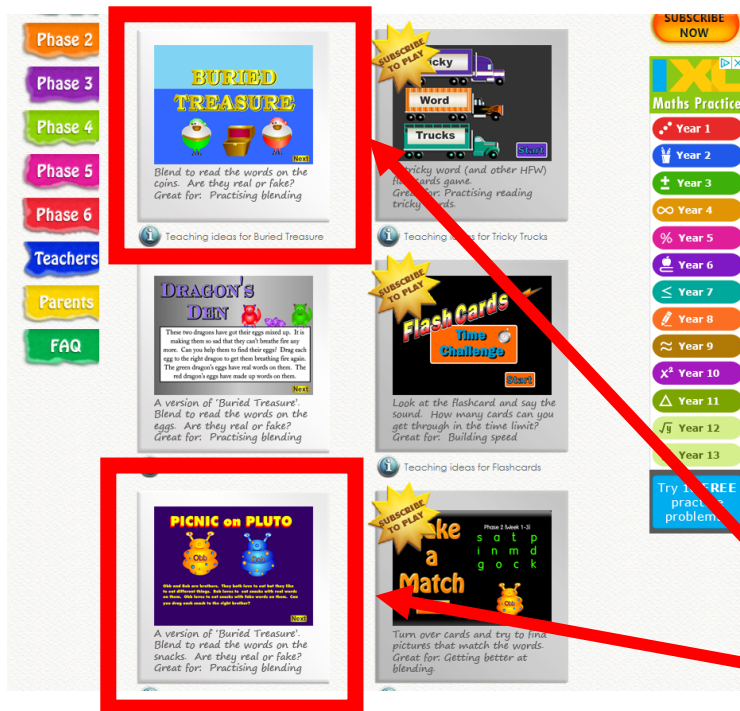 Phase 2
Phase 3
Phase 4
Phase 5
Phase 6
Teachers
Parents
FAQ
BURIED
TREASURE
Next
Blend to read the words on the
coins. Are they real or fake?
Great for: Practising blending
Teaching ideas for Buried Treasure
SUBSCRIBE
TO PLAY
Word
Trucks
Start
tricky word (and other HFW)
flashcards game.
Great for: Practising reading
tricky words.
Teaching ideas for Tricky Trucks
DRAGON'S
DEN
These two dragons have got their eggs mixed up. It is
making them so sad that they can't breathe fire any
more. Can you help them to find their eggs? Drag each
egg to the right dragon to get them breathing fire again.
The green dragon's eggs have real words on them. The
red dragon's eggs have made up words on them.
Next
A version of 'Buried Treasure'.
Blend to read the words on the
eggs. Are they real or fake?
Great for: Practising blending
SUBSCRIBE
TO PLAY
Flash Cards
Time
Challenge
Start
Look at the flashcard and say the
sound. How many cards can you
get through in the time limit?
Great for: Building speed
Teaching ideas for Flashcards
PICNIC on PLUTO
Obb
Bob
Obb and Bob are brothers. They both love to eat but they like
to eat different things. Bob loves to eat snacks with real words
on them. Obb loves to eat snacks with fake words on them. Can
you drag each snack to the right brother?
Next
A version of 'Buried Treasure'.
Blend to read the words on the
snacks. Are they real or fake?
Great for: Practising blending
SUBSCRIBE
TO PLAY
a
Match
Phase 2 (Week 1-3)
s a t p
i n m d
g o c k
Obb
Turn over cards and try to find
pictures that match the words.
Great for: Getting better at
blending.
SUBSCRIBE
NOW
IXL
Maths Practice
Year 1
Year 2
± Year 3
∞ Year 4
% Year 5
Year 6
≤ Year 7
Year 8
≈ Year 9
x² Year 10
△ Year 11
√y Year 12
Year 13
Try FREE
practice
problems